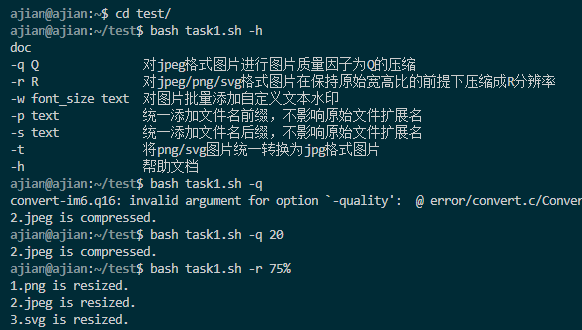 ajian@ajian:~$ cd test/
ajian@ajian:~/test$ bash task1.sh -h
doc
-q Q 对jpeg格式图片进行图片质量因子为Q的压缩
-r R 对jpeg/png/svg格式图片在保持原始宽高比的前提下压缩成R分辨率
-w font_size text 对图片批量添加自定义文本水印
-p text 统一添加文件名前缀，不影响原始文件扩展名
-s text 统一添加文件名后缀，不影响原始文件扩展名
-t 将png/svg图片统一转换为jpg格式图片
-h 帮助文档
ajian@ajian:~/test$ bash task1.sh -q
convert-im6.q16: invalid argument for option `-quality':  @ error/convert.c/Conver
2.jpeg is compressed.
ajian@ajian:~/test$ bash task1.sh -q 20
2.jpeg is compressed.
ajian@ajian:~/test$ bash task1.sh -r 75%
1.png is resized.
2.jpeg is resized.
3.svg is resized.